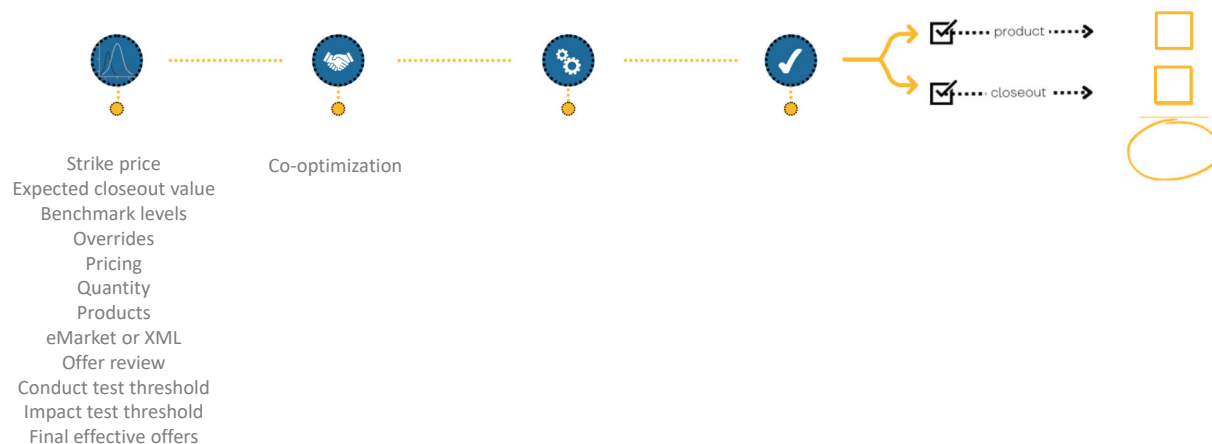 product
closeout
Strike price
Expected closeout value
Benchmark levels
Overrides
Pricing
Quantity
Products
eMarket or XML
Offer review
Conduct test threshold
Impact test threshold
Final effective offers
Co-optimization